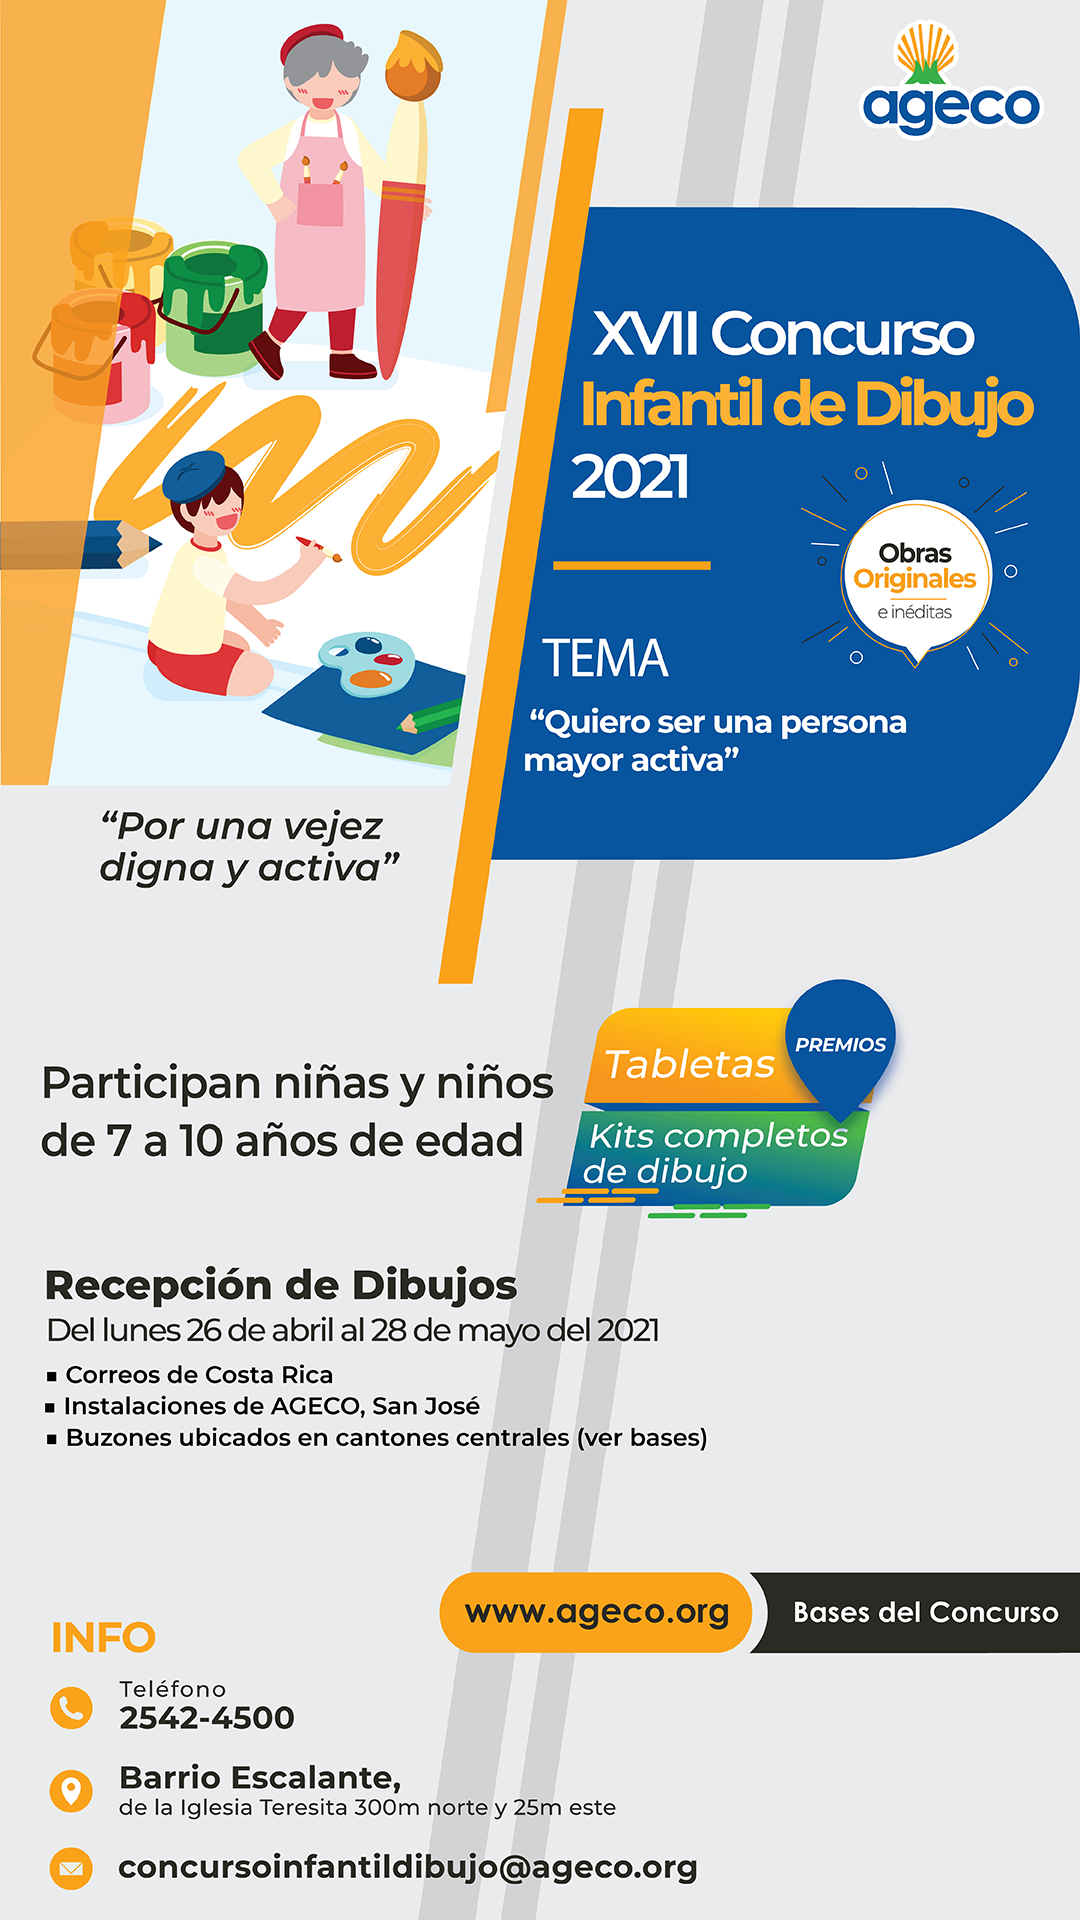 ageco
XVII Concurso
Infantil de Dibujo
2021
Obras
Originales
e inéditas
TEMA
“Quiero ser una persona
mayor activa”
“Por una vejez
digna y activa”
Participan niñas y niños
de 7 a 10 años de edad
PREMIOS
Tabletas
Kits completos
de dibujo
Recepción de Dibujos
Del lunes 26 de abril al 28 de mayo del 2021
▪ Correos de Costa Rica
▪ Instalaciones de AGECO, San José
▪ Buzones ubicados en cantones centrales (ver bases)
www.ageco.org
Bases del Concurso
INFO
Teléfono
2542-4500
Barrio Escalante,
de la Iglesia Teresita 300m norte y 25m este
concursoinfantildibujo@ageco.org